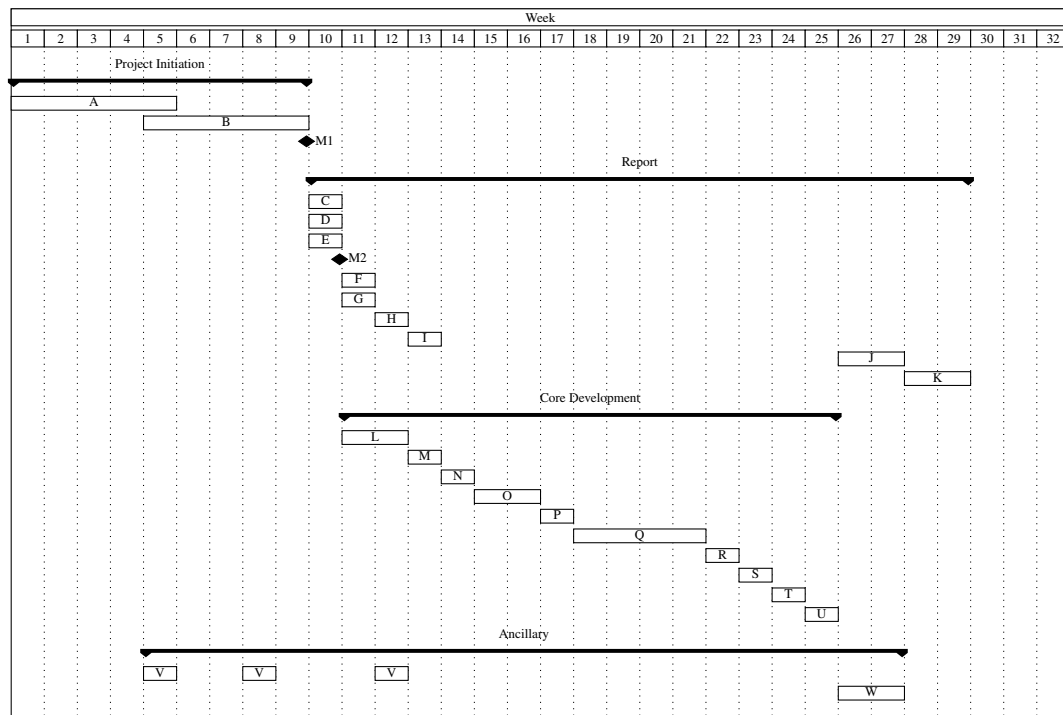 Week
1 2 3 4 5 6 7 8 9 10 11 12 13 14 15 16 17 18 19 20 21 22 23 24 25 26 27 28 29 30 31 32
Project Initiation
A
B
M1
Report
C
D
E
M2
F
G
H
I
J
K
Core Development
L
M
N
O
P
Q
R
S
T
U
Ancillary
V V V
W